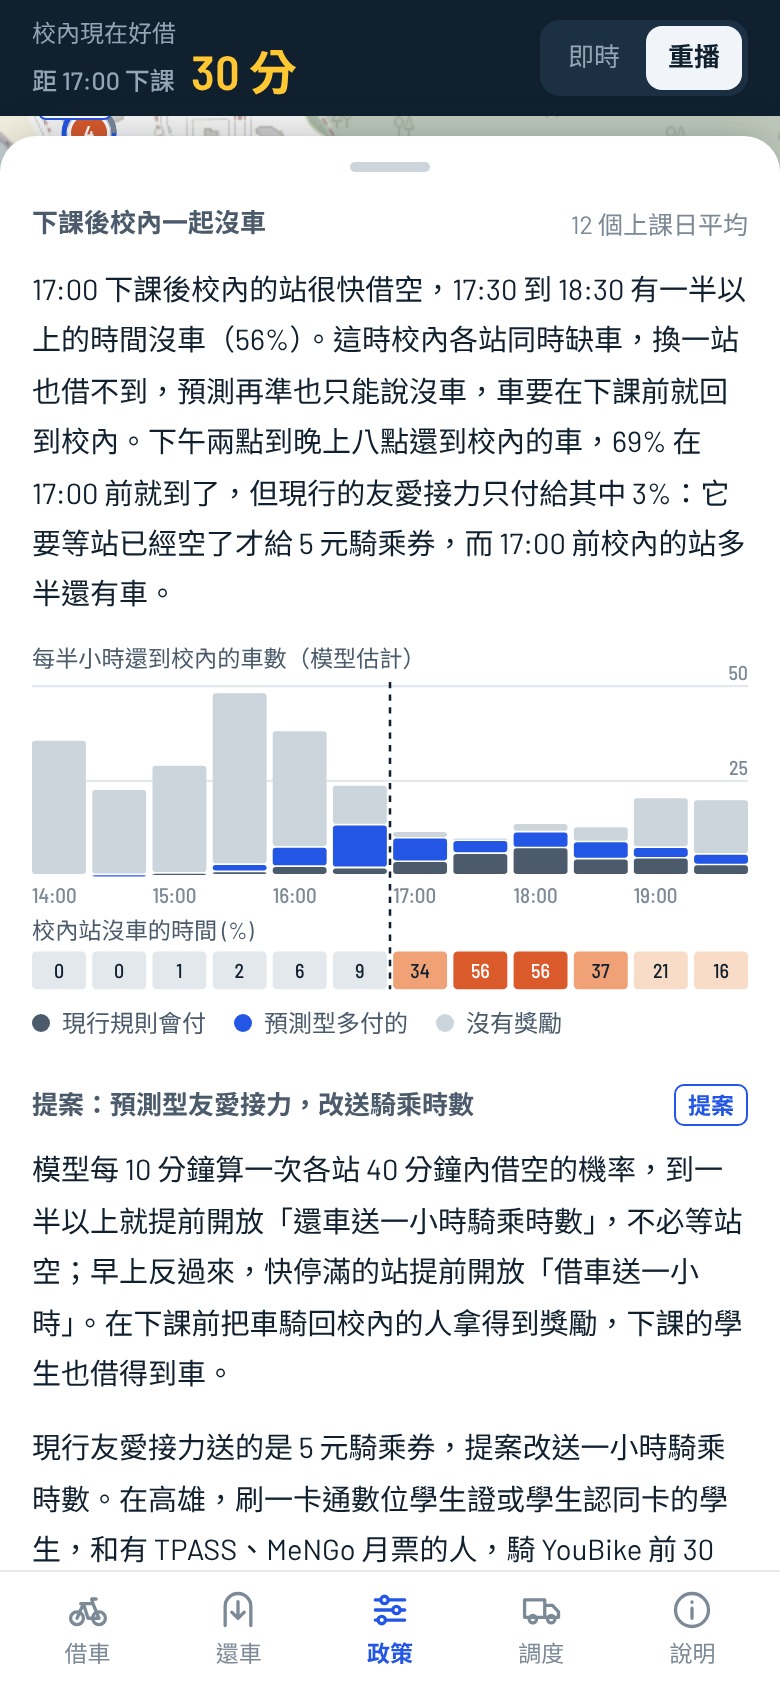 校內現在好借
距 17:00 下課 30 分
即時 重播
4
下課後校內一起沒車
12 個上課日平均
17:00 下課後校內的站很快借空，17:30 到 18:30 有一半以
上的時間沒車（56%）。這時校內各站同時缺車，換一站
也借不到，預測再準也只能說沒車，車要在下課前就回
到校內。下午兩點到晚上八點還到校內的車，69% 在
17:00 前就到了，但現行的友愛接力只付給其中 3%：它
要等站已經空了才給 5 元騎乘券，而 17:00 前校內的站多
半還有車。
每半小時還到校內的車數（模型估計）
50
25
14:00 15:00 16:00 17:00 18:00 19:00
校內站沒車的時間 (%)
0 0 1 2 6 9 34 56 56 37 21 16
現行規則會付 預測型多付的 沒有獎勵
提案：預測型友愛接力，改送騎乘時數
提案
模型每 10 分鐘算一次各站 40 分鐘內借空的機率，到一
半以上就提前開放「還車送一小時騎乘時數」，不必等站
空；早上反過來，快停滿的站提前開放「借車送一小
時」。在下課前把車騎回校內的人拿得到獎勵，下課的學
生也借得到車。
現行友愛接力送的是 5 元騎乘券，提案改送一小時騎乘
時數。在高雄，刷一卡通數位學生證或學生認同卡的學
生，和有 TPASS、MeNGo 月票的人，騎 YouBike 前 30
借車 還車 政策 調度 說明